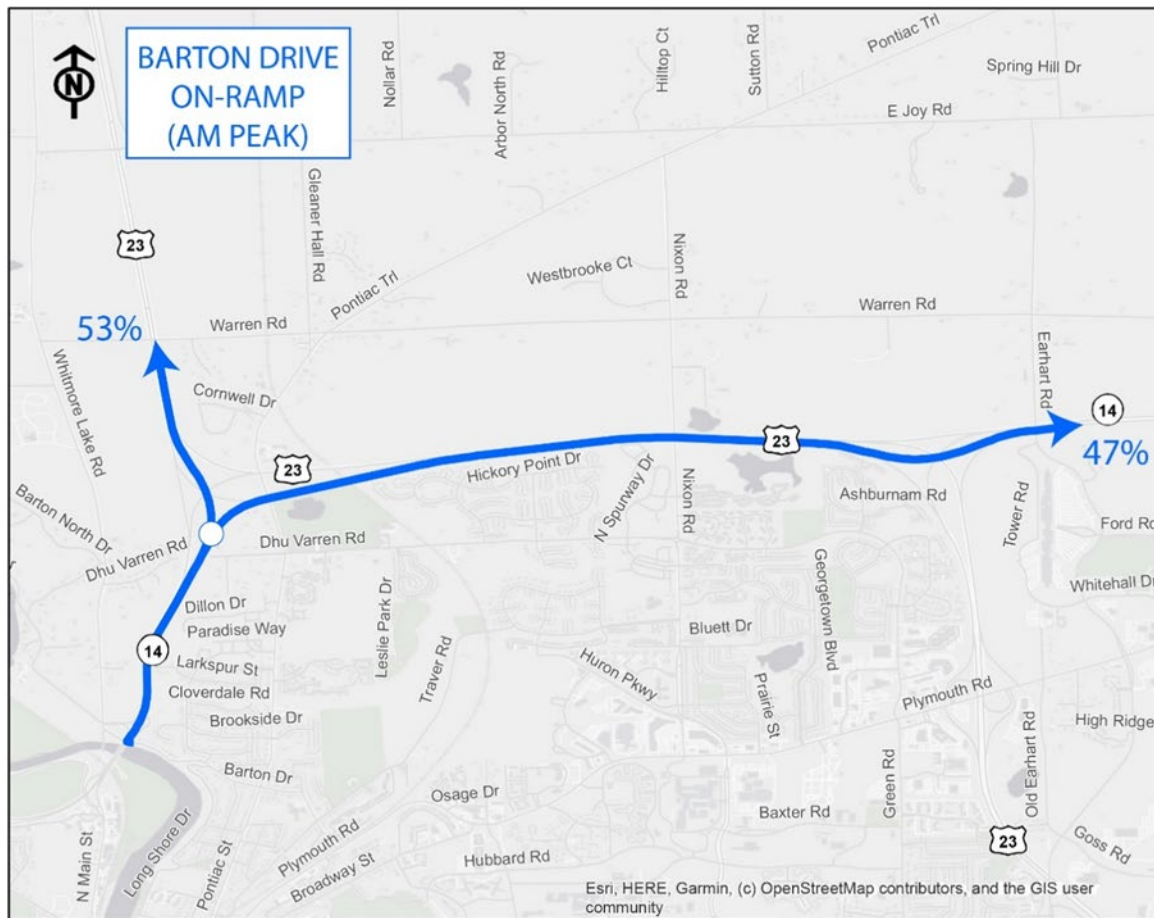 N
BARTON DRIVE
ON-RAMP
(AM PEAK)
Nollar Rd
Arbor North Rd
Hilltop Ct
Sutton Rd
Pontiac Trl
Spring Hill Dr
E Joy Rd
Gleaner Hall Rd
23
Westbrooke Ct
Nixon Rd
Pontiac Trl
53%
Warren Rd
Warren Rd
Whitmore Lake Rd
Cornwell Dr
Earhart Rd
14
23
23
47%
Hickory Point Dr
N Spurway Dr
Nixon Rd
Ashburnam Rd
Tower Rd
Barton North Dr
Dhu Varren Rd
Dhu Varren Rd
Ford Rd
Georgetown Blvd
Whitehall Dr
Dillon Dr
Paradise Way
Leslie Park Dr
Bluett Dr
14
Larkspur St
Traver Rd
Huron Pkwy
Cloverdale Rd
Prairie St
Plymouth Rd
Brookside Dr
High Ridge
Barton Dr
Green Rd
Old Earhart Rd
Osage Dr
Baxter Rd
N Main St
Long Shore Dr
Pontiac St
Plymouth Rd
Broadway St
Hubbard Rd
23
Goss Rd
Esri, HERE, Garmin, (c) OpenStreetMap contributors, and the GIS user
community